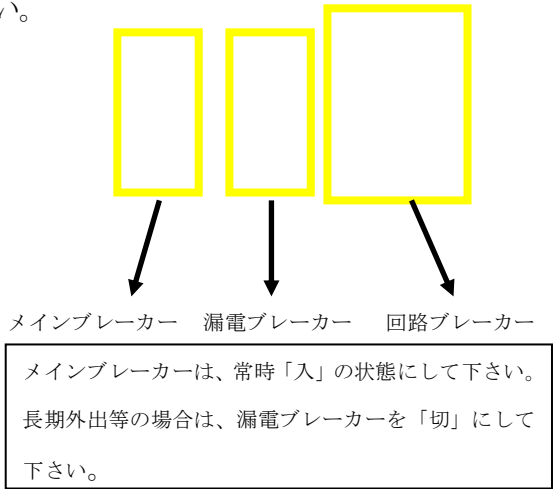 い。
メインブレーカー 漏電ブレーカー 回路ブレーカー
メインブレーカーは、常時「入」の状態にして下さい。
長期外出等の場合は、漏電ブレーカーを「切」にして
下さい。